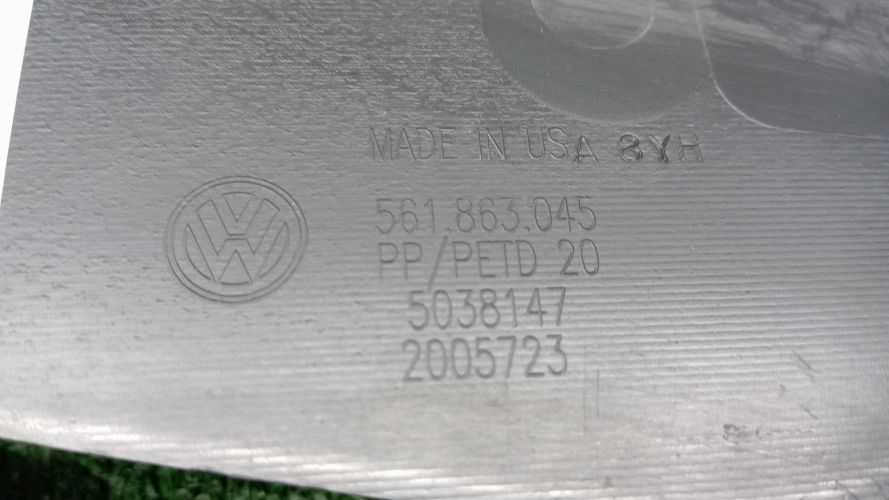 MADE IN USA 8YH
561.863.045
PP/PETD 20
5038147
2005723